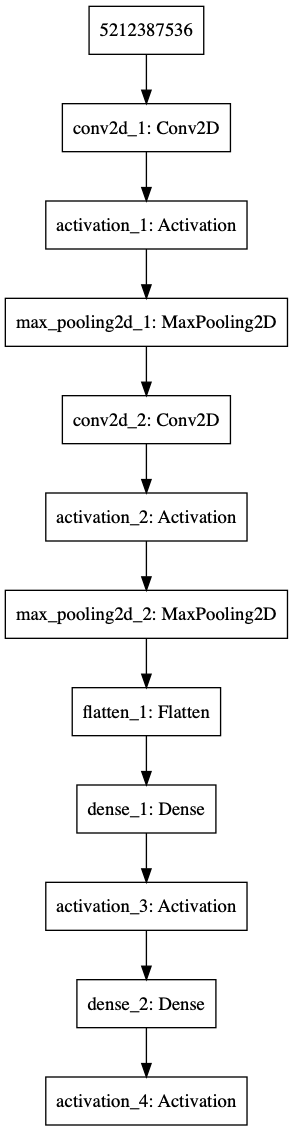 5212387536
conv2d_1: Conv2D
activation_1: Activation
max_pooling2d_1: MaxPooling2D
conv2d_2: Conv2D
activation_2: Activation
max_pooling2d_2: MaxPooling2D
flatten_1: Flatten
dense_1: Dense
activation_3: Activation
dense_2: Dense
activation_4: Activation